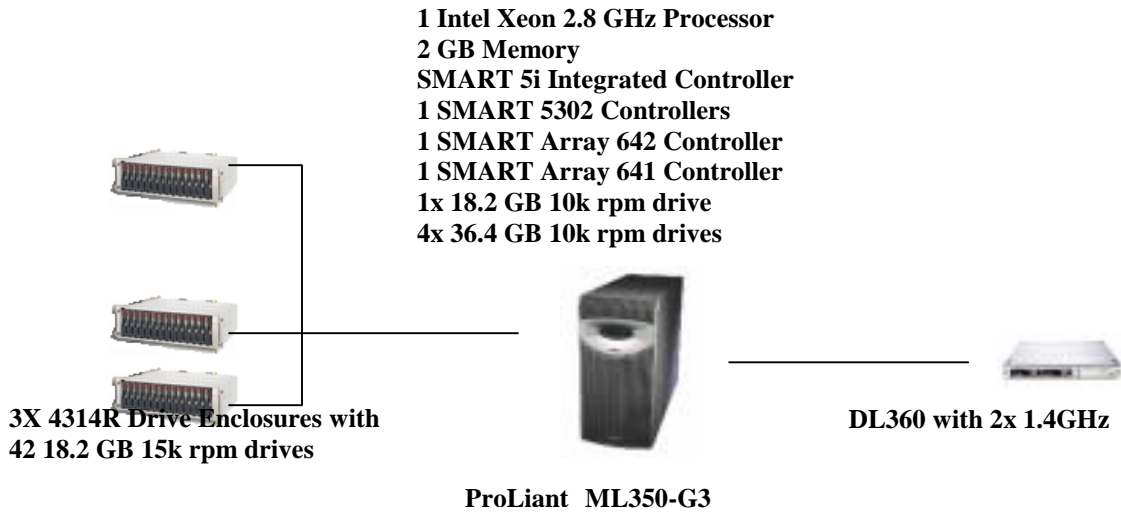 1 Intel Xeon 2.8 GHz Processor
2 GB Memory
SMART 5i Integrated Controller
1 SMART 5302 Controllers
1 SMART Array 642 Controller
1 SMART Array 641 Controller
1x 18.2 GB 10k rpm drive
4x 36.4 GB 10k rpm drives
3X 4314R Drive Enclosures with
42 18.2 GB 15k rpm drives
DL360 with 2x 1.4GHz
ProLiant ML350-G3